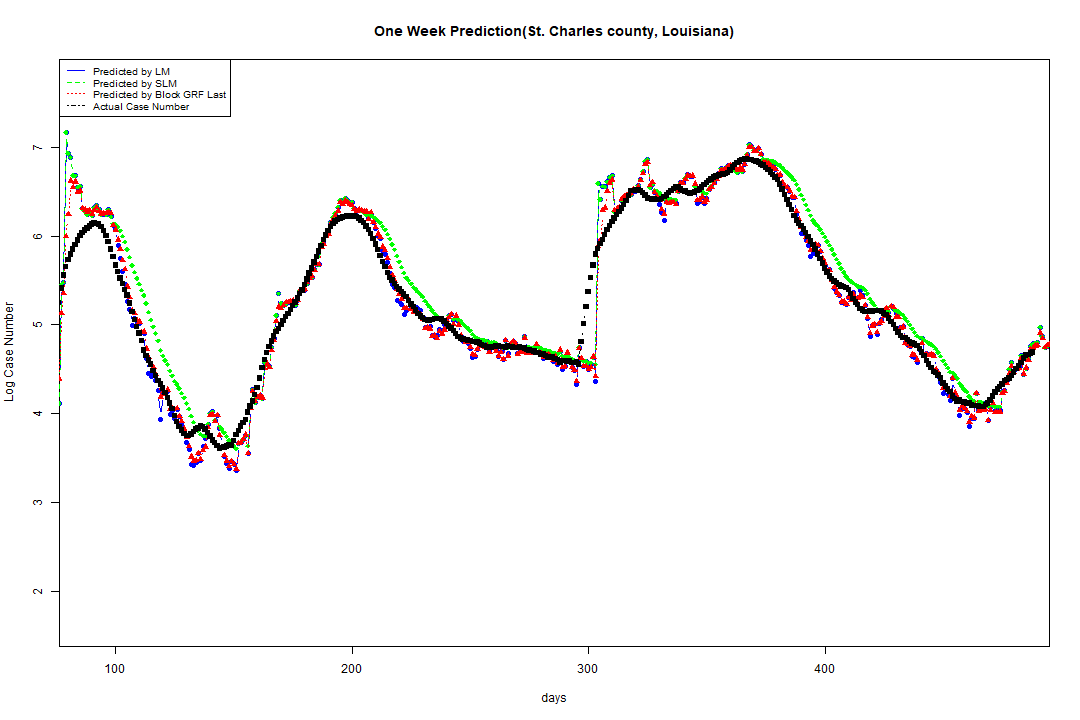 One Week Prediction(St. Charles county, Louisiana)
Predicted by LM
Predicted by SLM
Predicted by Block GRF Last
Actual Case Number
7
6
5
4
3
2
Log Case Number
100 200 300 400
days